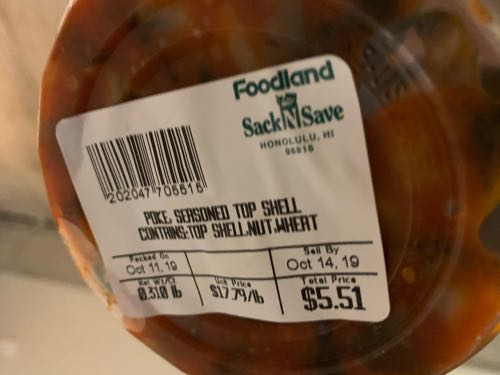 Foodland
Sack N Save
HONOLULU, HI
96816
202047 705515
POKE, SEASONED TOP SHELL
CONTAINS:TOP SHELL,NUT,WHEAT
Packed On
Oct 11, 19
Sell By
Oct 14, 19
Net Wt/Ct
0.310 lb
Unit Price
$17.79/lb
Total Price
$5.51